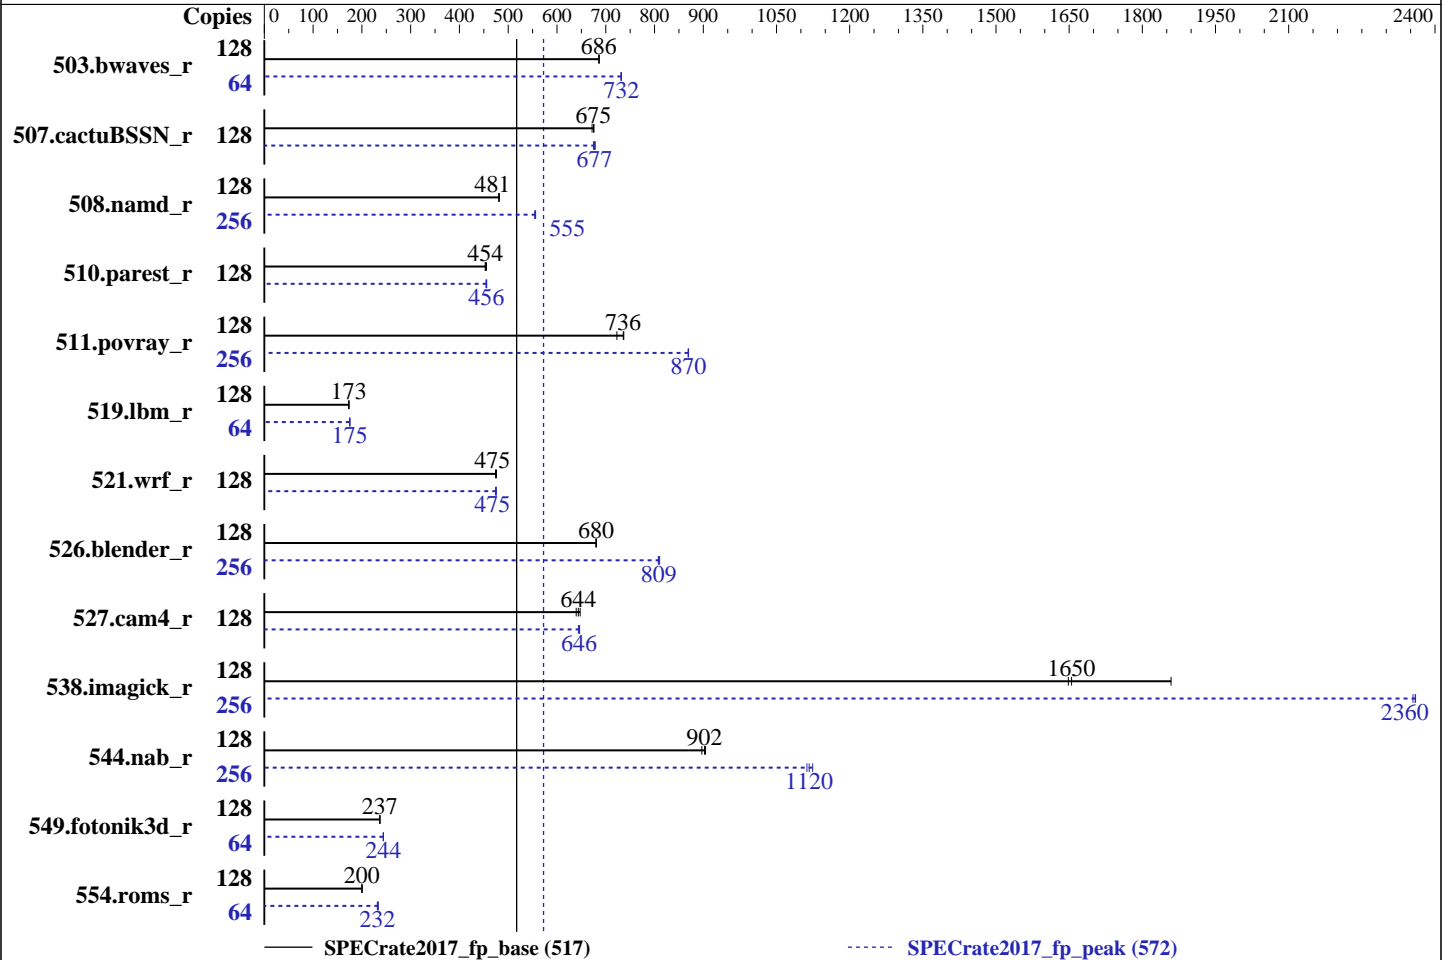 Copies 0 100 200 300 400 500 600 700 800 900 1050 1200 1350 1500 1650 1800 1950 2100 2400
503.bwaves_r 128 686
64 732
507.cactuBSSN_r 128 675
677
508.namd_r 128 481
256 555
510.parest_r 128 454
456
511.povray_r 128 736
256 870
519.lbm_r 128 173
64 175
521.wrf_r 128 475
475
526.blender_r 128 680
256 809
527.cam4_r 128 644
646
538.imagick_r 128 1650
256 2360
544.nab_r 128 902
256 1120
549.fotonik3d_r 128 237
64 244
554.roms_r 128 200
64 232
SPECrate2017_fp_base (517) SPECrate2017_fp_peak (572)